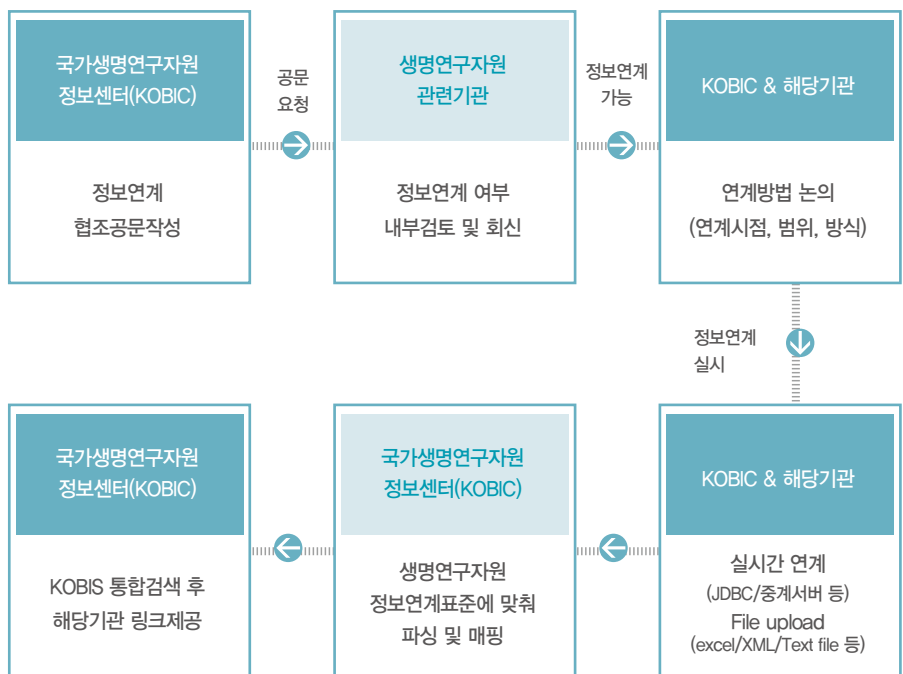 국가생명연구자원
정보센터(KOBIC)
정보연계
협조공문작성
공문
요청
생명연구자원
관련기관
정보연계 여부
내부검토 및 회신
정보연계
가능
KOBIC & 해당기관
연계방법 논의
(연계시점, 범위, 방식)
정보연계
실시
KOBIC & 해당기관
실시간 연계
(JDBC/중계서버 등)
File upload
(excel/XML/Text file 등)
국가생명연구자원
정보센터(KOBIC)
생명연구자원
정보연계표준에 맞춰
파싱 및 매핑
국가생명연구자원
정보센터(KOBIC)
KOBIS 통합검색 후
해당기관 링크제공